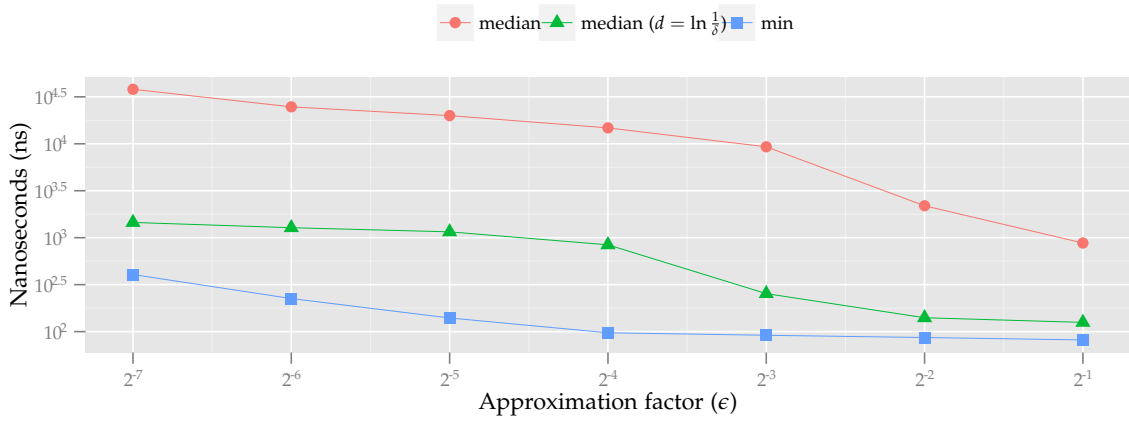 median median (d = ln 1/δ) min
Nanoseconds (ns)
10^4.5
10^4
10^3.5
10^3
10^2.5
10^2
2^-7 2^-6 2^-5 2^-4 2^-3 2^-2 2^-1
Approximation factor (ϵ)